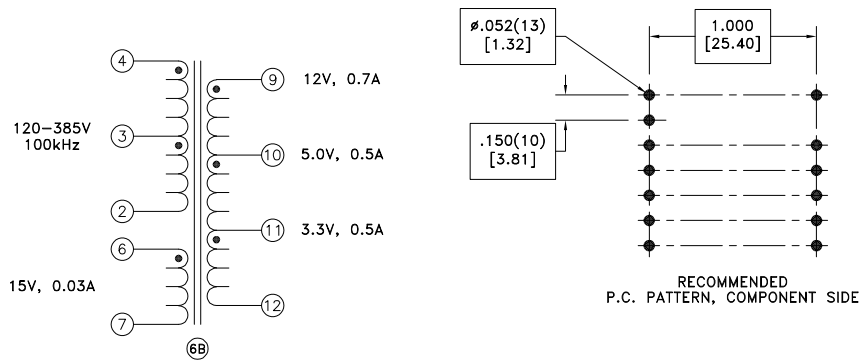 4
3
2
6
7
120-385V
100kHz
15V, 0.03A
9
12V, 0.7A
10
5.0V, 0.5A
11
3.3V, 0.5A
12
6B
ø.052(13)
[1.32]
1.000
[25.40]
.150(10)
[3.81]
RECOMMENDED
P.C. PATTERN, COMPONENT SIDE